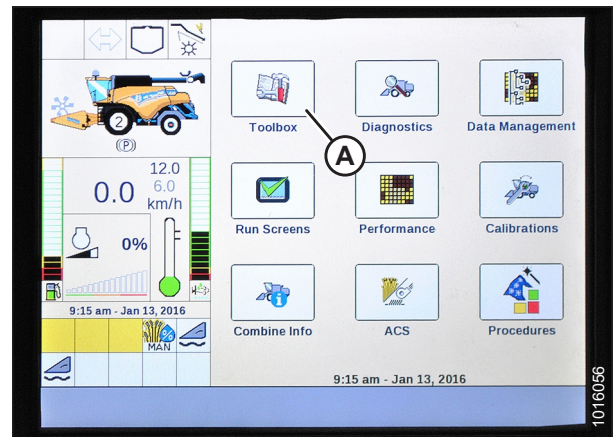 Toolbox
Diagnostics
Data Management
A
2
(P)
12.0
6.0
0.0
km/h
Run Screens
Performance
Calibrations
0%
9:15 am - Jan 13, 2016
MAN
Combine Info
ACS
Procedures
9:15 am - Jan 13, 2016
1016056